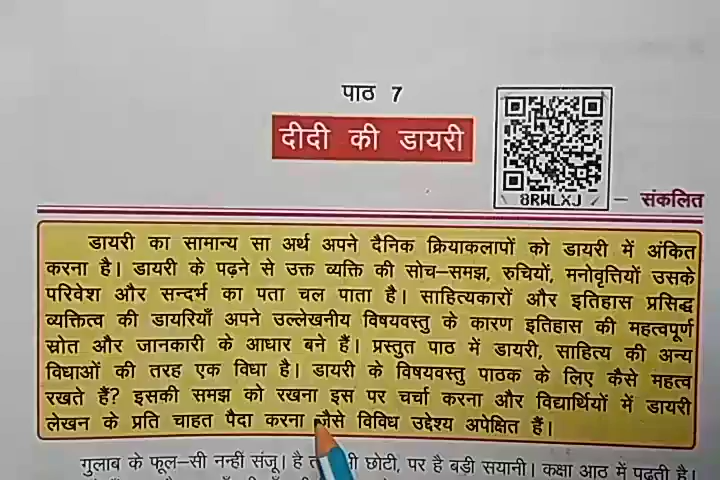 पाठ 7
दीदी की डायरी
8RWLXJ
— संकलित
डायरी का सामान्य सा अर्थ अपने दैनिक क्रियाकलापों को डायरी में अंकित
करना है। डायरी के पढ़ने से उक्त व्यक्ति की सोच–समझ, रुचियों, मनोवृत्तियों उसके
परिवेश और सन्दर्भ का पता चल पाता है। साहित्यकारों और इतिहास प्रसिद्ध
व्यक्तित्व की डायरियाँ अपने उल्लेखनीय विषयवस्तु के कारण इतिहास की महत्वपूर्ण
स्रोत और जानकारी के आधार बने हैं। प्रस्तुत पाठ में डायरी, साहित्य की अन्य
विधाओं की तरह एक विधा है। डायरी के विषयवस्तु पाठक के लिए कैसे महत्व
रखते हैं? इसकी समझ को रखना इस पर चर्चा करना और विद्यार्थियों में डायरी
लेखन के प्रति चाहत पैदा करना जैसे विविध उद्देश्य अपेक्षित हैं।
गुलाब के फूल–सी नन्हीं संजू। है छोटी, पर है बड़ी सयानी। कक्षा आठ में पढ़ती है।